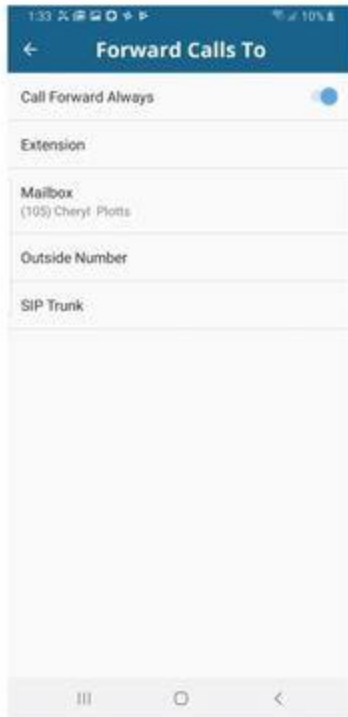 1:33 10%
Forward Calls To
Call Forward Always
Extension
Mailbox
(105) Cheryl Plotts
Outside Number
SIP Trunk